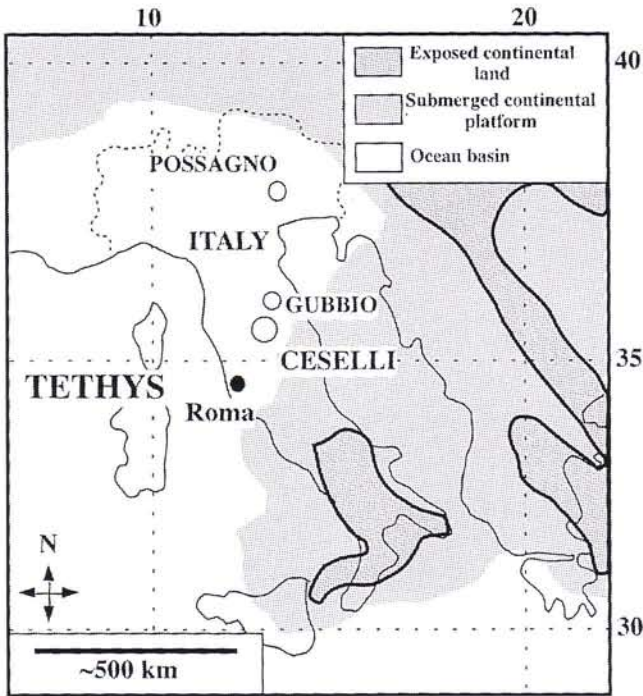 10
20
40
Exposed continental
land
Submerged continental
platform
Ocean basin
POSSAGNO
ITALY
GUBBIO
CESELLI
35
TETHYS
Roma
N
30
~500 km